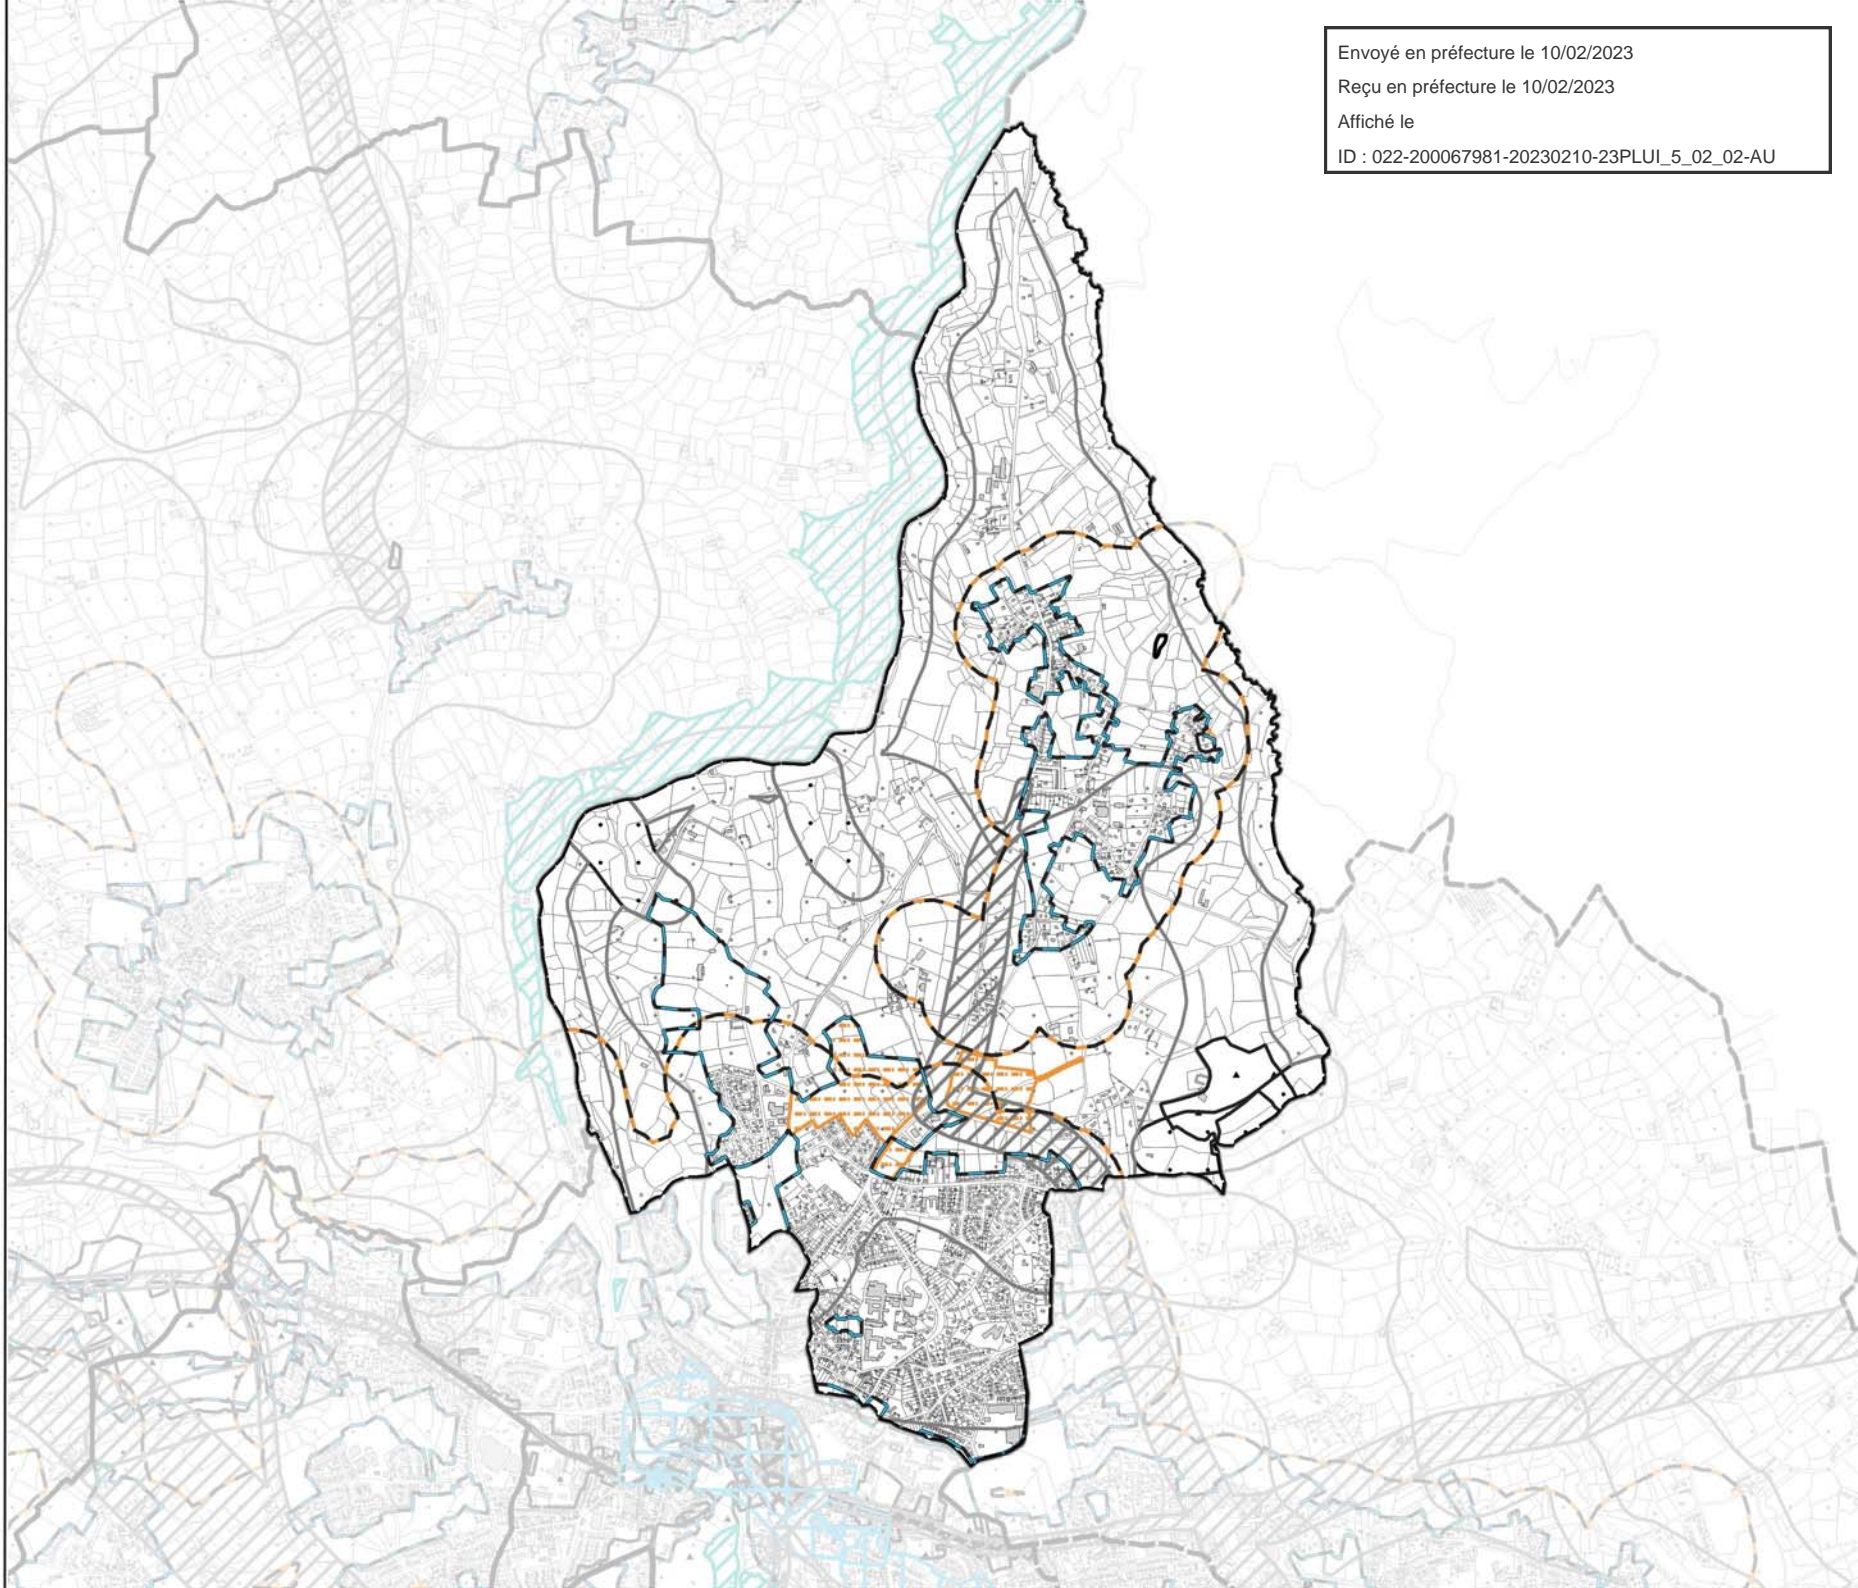 Envoyé en préfecture le 10/02/2023
Reçu en préfecture le 10/02/2023
Affiché le
ID : 022-200067981-20230210-23PLUI_5_02_02-AU